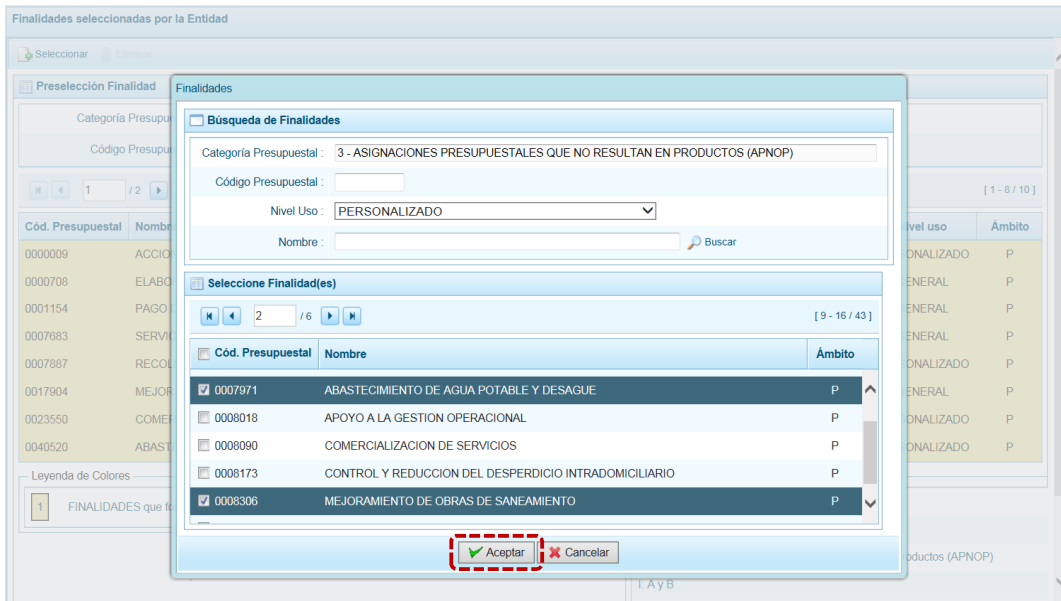 Finalidades seleccionadas por la Entidad
Seleccionar Eliminar
Preselección Finalidad
Categoría Presupu
Código Presupu
1 / 2
[ 1 - 8 / 10 ]
Cód. Presupuestal Nombr ivel uso Ámbito
0000009 ACCIO ONALIZADO P
0000708 ELABO ENERAL P
0001154 PAGO ENERAL P
0007683 SERVI ENERAL P
0007887 RECOL ONALIZADO P
0017904 MEJOR ENERAL P
0023550 COMER ONALIZADO P
0040520 ABAST ONALIZADO P
Leyenda de Colores
1 FINALIDADES que fo
oductos (APNOP)
I: A y B
Finalidades
Búsqueda de Finalidades
Categoría Presupuestal : 3 - ASIGNACIONES PRESUPUESTALES QUE NO RESULTAN EN PRODUCTOS (APNOP)
Código Presupuestal :
Nivel Uso : PERSONALIZADO
Nombre : Buscar
Seleccione Finalidad(es)
2 / 6 [ 9 - 16 / 43 ]
Cód. Presupuestal Nombre Ámbito
0007971 ABASTECIMIENTO DE AGUA POTABLE Y DESAGUE P
0008018 APOYO A LA GESTION OPERACIONAL P
0008090 COMERCIALIZACION DE SERVICIOS P
0008173 CONTROL Y REDUCCION DEL DESPERDICIO INTRADOMICILIARIO P
0008306 MEJORAMIENTO DE OBRAS DE SANEAMIENTO P
Aceptar Cancelar